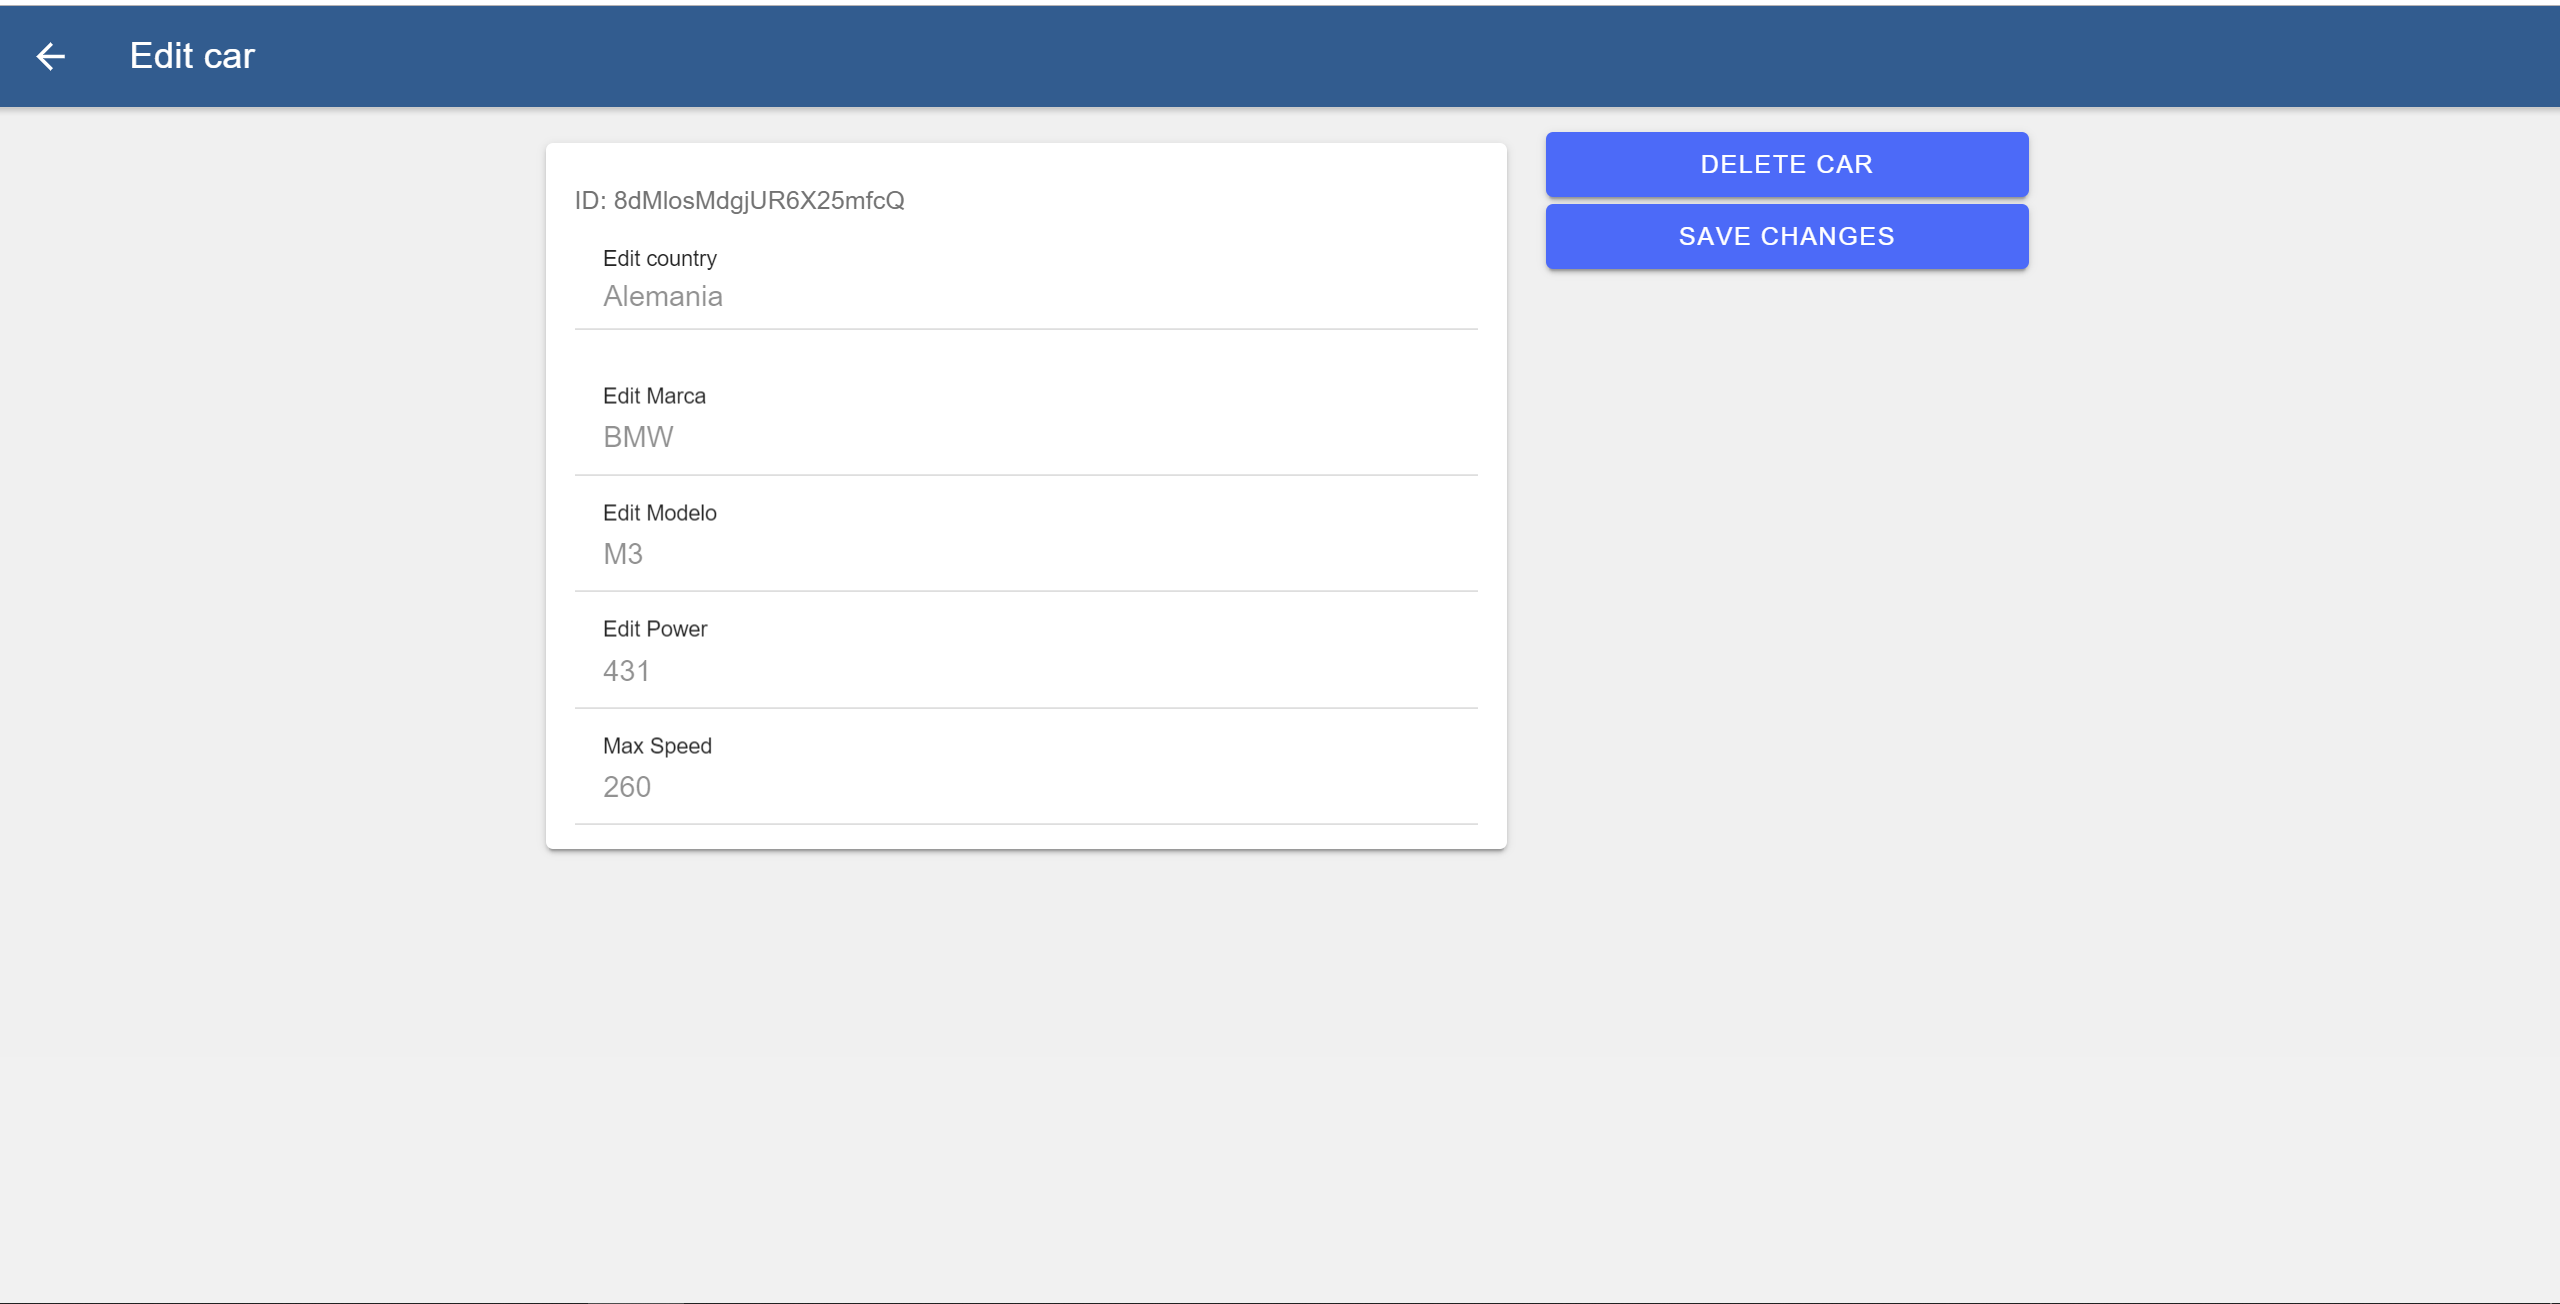 Edit car
ID: 8dMlosMdgjUR6X25mfcQ
Edit country
Alemania
Edit Marca
BMW
Edit Modelo
M3
Edit Power
431
Max Speed
260
DELETE CAR
SAVE CHANGES